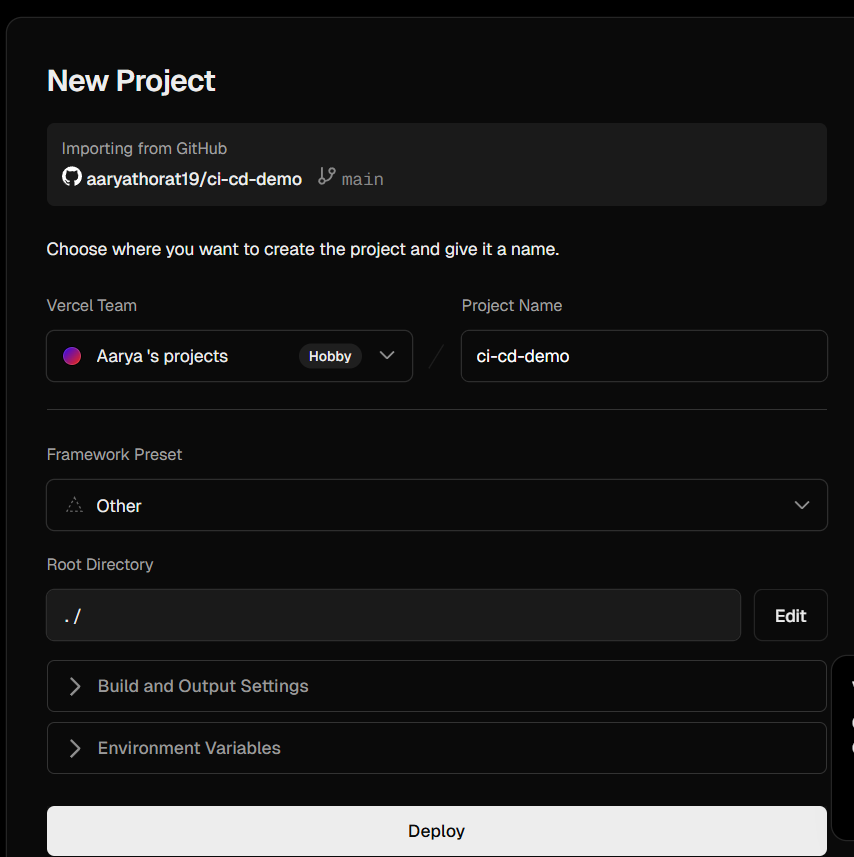 New Project
Importing from GitHub
aaryathorat19/ci-cd-demo main
Choose where you want to create the project and give it a name.
Vercel Team
Project Name
Aarya 's projects Hobby
ci-cd-demo
Framework Preset
Other
Root Directory
./
Edit
Build and Output Settings
Environment Variables
Deploy